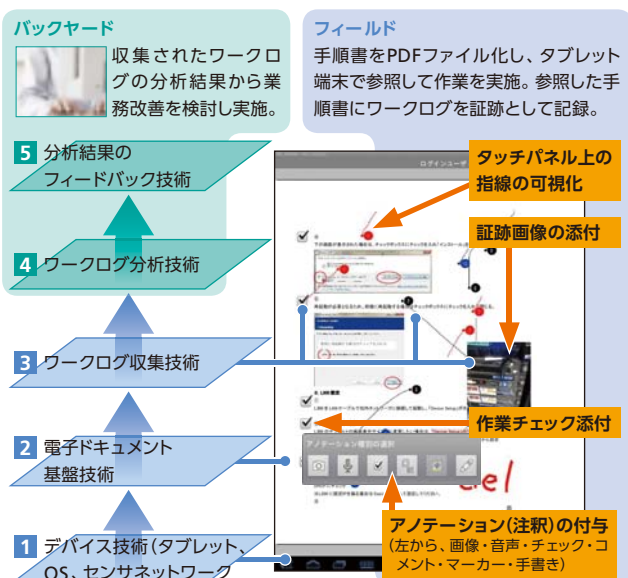 バックヤード
収集されたワークロ
グの分析結果から業
務改善を検討し実施。
フィールド
手順書をPDFファイル化し、タブレット
端末で参照して作業を実施。参照した手
順書にワークログを証跡として記録。
5 分析結果の
フィードバック技術
4 ワークログ分析技術
3 ワークログ収集技術
2 電子ドキュメント
基盤技術
1 デバイス技術(タブレット、
OS、センサネットワーク
ログインユーザ
タッチパネル上の
指線の可視化
証跡画像の添付
作業チェック添付
アノテーション種別の選択
アノテーション(注釈)の付与
(左から、画像・音声・チェック・コ
メント・マーカー・手書き)